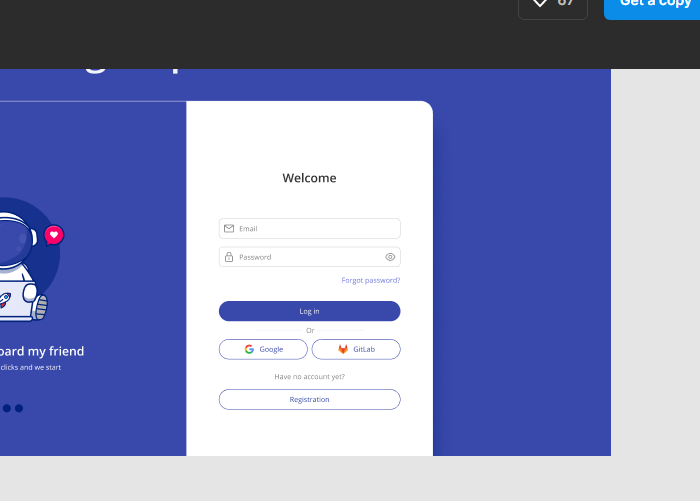 67
Get a copy
Welcome
Email
Password
Forgot password?
Log in
Or
Google
GitLab
Have no account yet?
Registration
my friend
clicks and we start